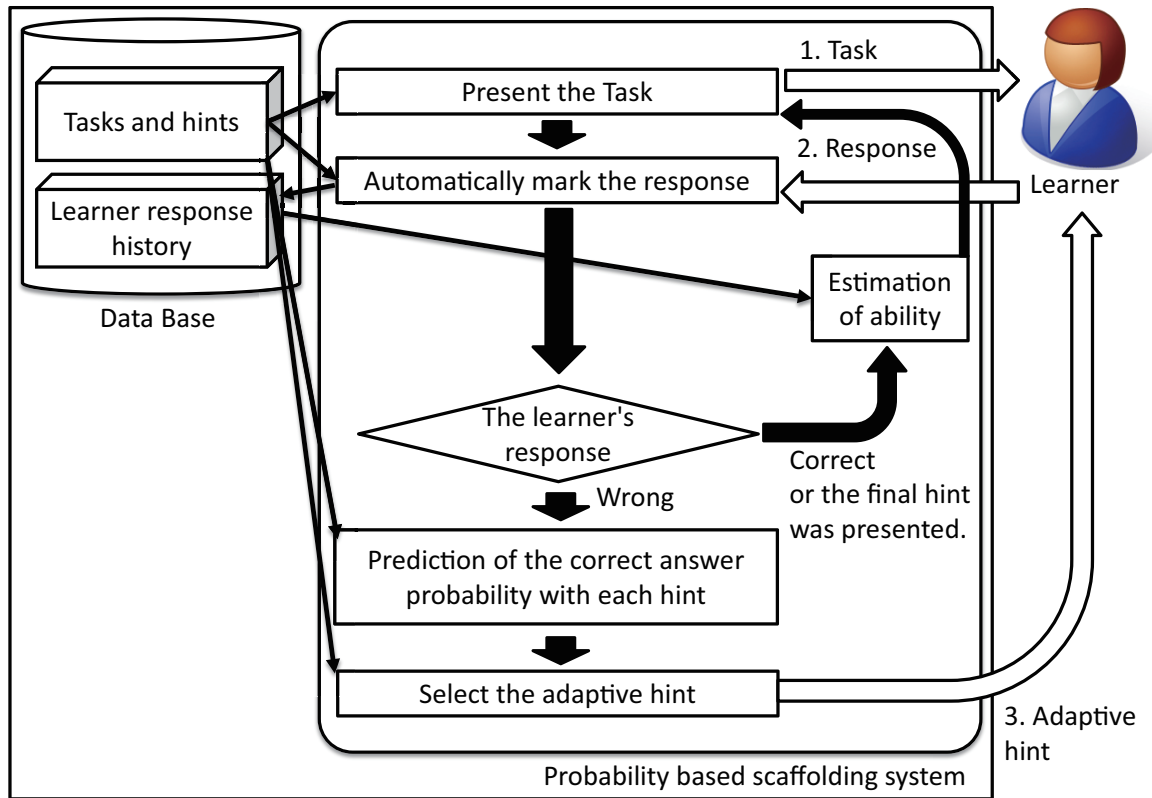 1. Task
Present the Task
Tasks and hints
2. Response
Automatically mark the response
Learner
Learner response
history
Estimation
of ability
Data Base
The learner's
response
Correct
or the final hint
was presented.
Wrong
Prediction of the correct answer
probability with each hint
Select the adaptive hint
3. Adaptive
hint
Probability based scaffolding system